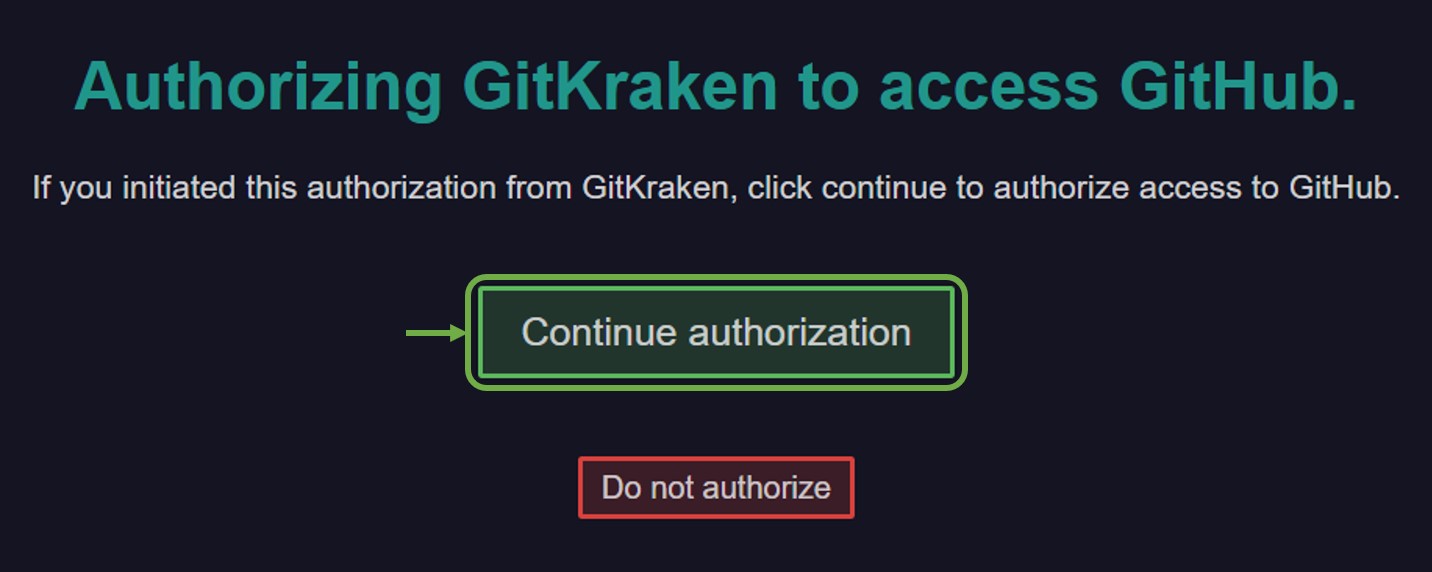 Authorizing GitKraken to access GitHub.
If you initiated this authorization from GitKraken, click continue to authorize access to GitHub.
Continue authorization
Do not authorize